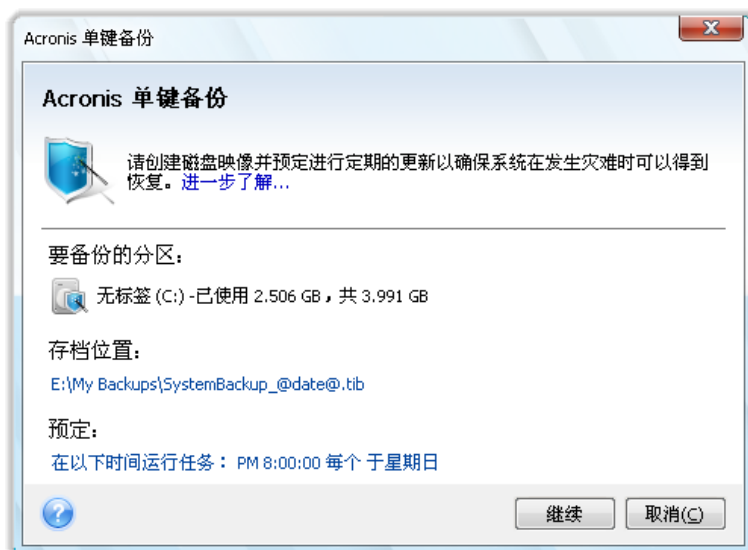 Acronis 单键备份
Acronis 单键备份
请创建磁盘映像并预定进行定期的更新以确保系统在发生灾难时可以得到
恢复。进一步了解...
要备份的分区:
无标签 (C:) -已使用 2.506 GB，共 3.991 GB
存档位置:
E:\My Backups\SystemBackup_@date@.tib
预定:
在以下时间运行任务： PM 8:00:00 每个 于星期日
继续 取消(C)